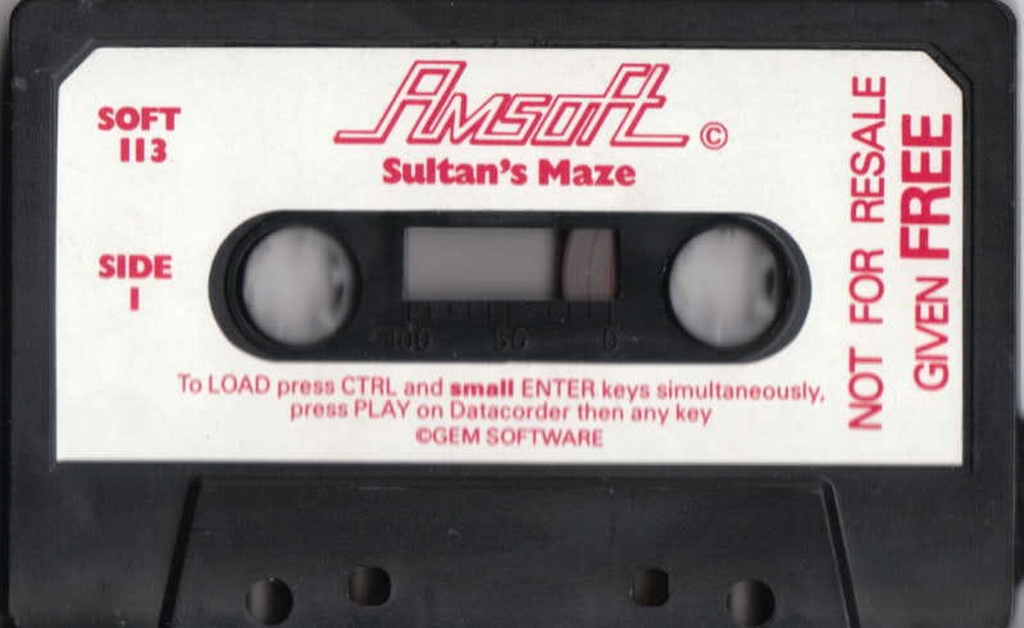 Amsoft ©
Sultan's Maze
SOFT
113
SIDE
1
100 50 0
To LOAD press CTRL and small ENTER keys simultaneously,
press PLAY on Datacorder then any key
©GEM SOFTWARE
NOT FOR RESALE
GIVEN FREE